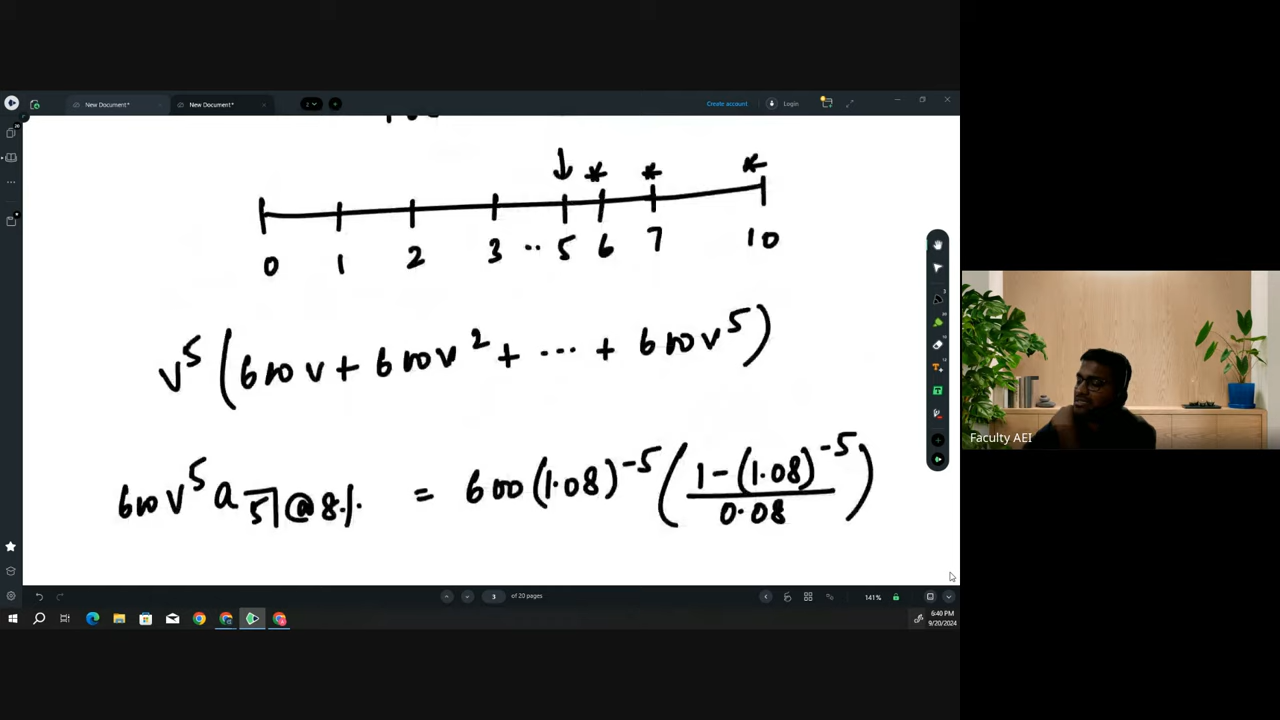 New Document*
New Document*
2
Create account
Login
0 1 2 3 .. 5 6 7 10
v^5 (600v + 600v^2 + ... + 600v^5)
600v^5 a5| @ 8% = 600(1.08)^-5 ((1-(1.08)^-5)/0.08)
Faculty AEI
3 of 20 pages
141%
6:40 PM
9/20/2024